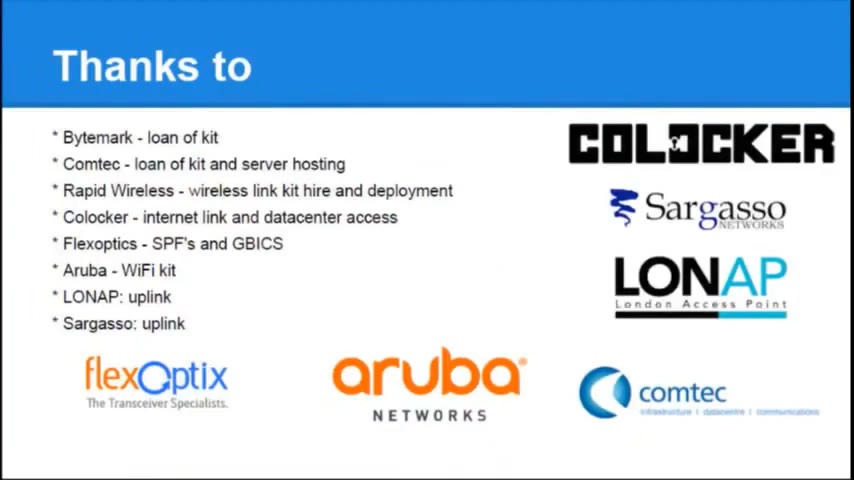 Thanks to
* Bytemark - loan of kit
* Comtec - loan of kit and server hosting
* Rapid Wireless - wireless link kit hire and deployment
* Colocker - internet link and datacenter access
* Flexoptics - SPF's and GBICS
* Aruba - WiFi kit
* LONAP: uplink
* Sargasso: uplink
COLOCKER
Sargasso
NETWORKS
LONAP
London Access Point
flexOptix
The Transceiver Specialists.
aruba
NETWORKS
comtec
infrastructure | datacentre | communications